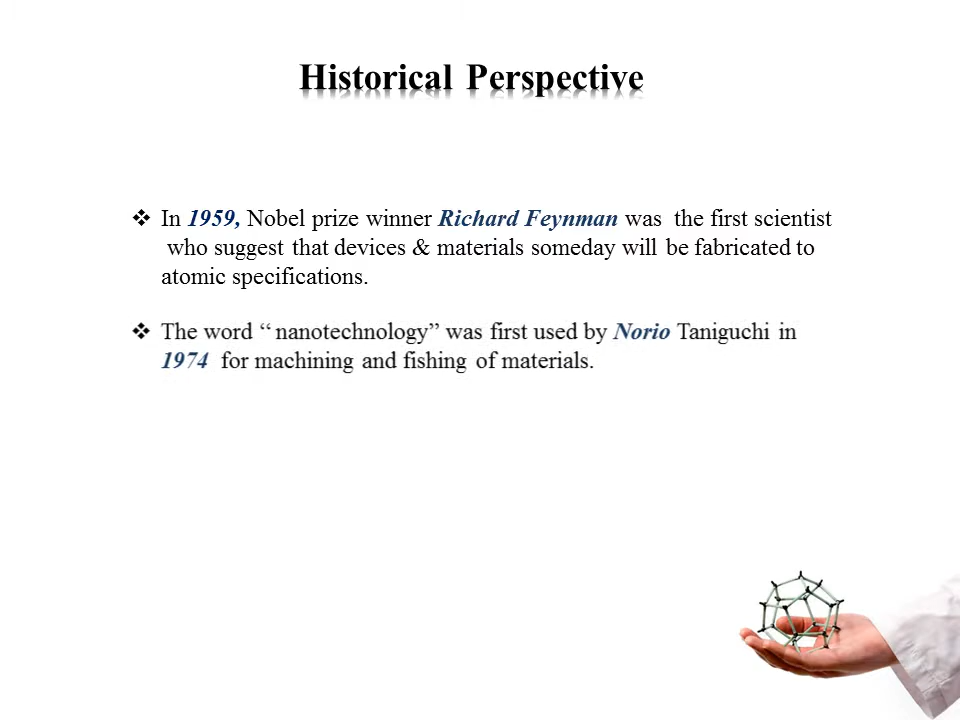 Historical Perspective
❖ In 1959, Nobel prize winner Richard Feynman was the first scientist
who suggest that devices & materials someday will be fabricated to
atomic specifications.
❖ The word “ nanotechnology” was first used by Norio Taniguchi in
1974 for machining and fishing of materials.